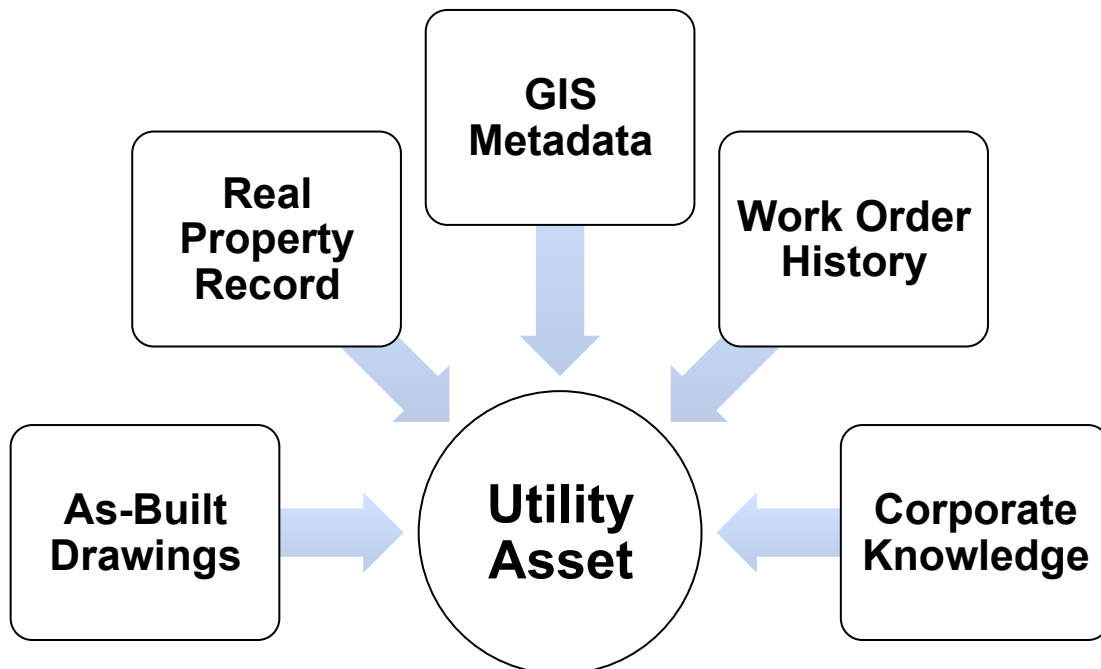 GIS
Metadata
Real
Property
Record
Work Order
History
As-Built
Drawings
Utility
Asset
Corporate
Knowledge